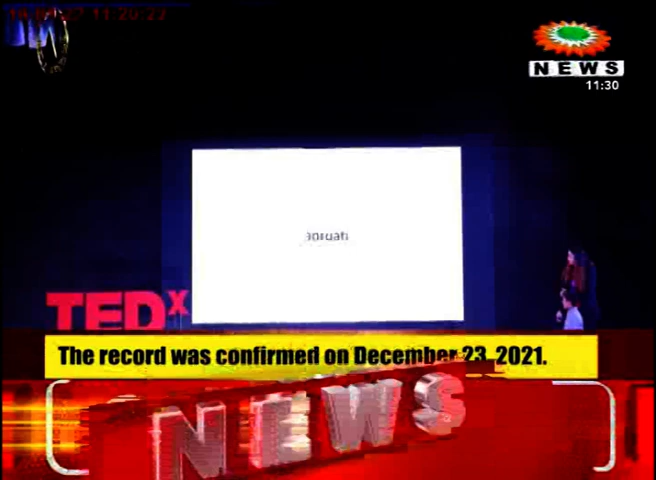 NEWS
11:30
TEDx
The record was confirmed on December 23, 2021.
NEWS